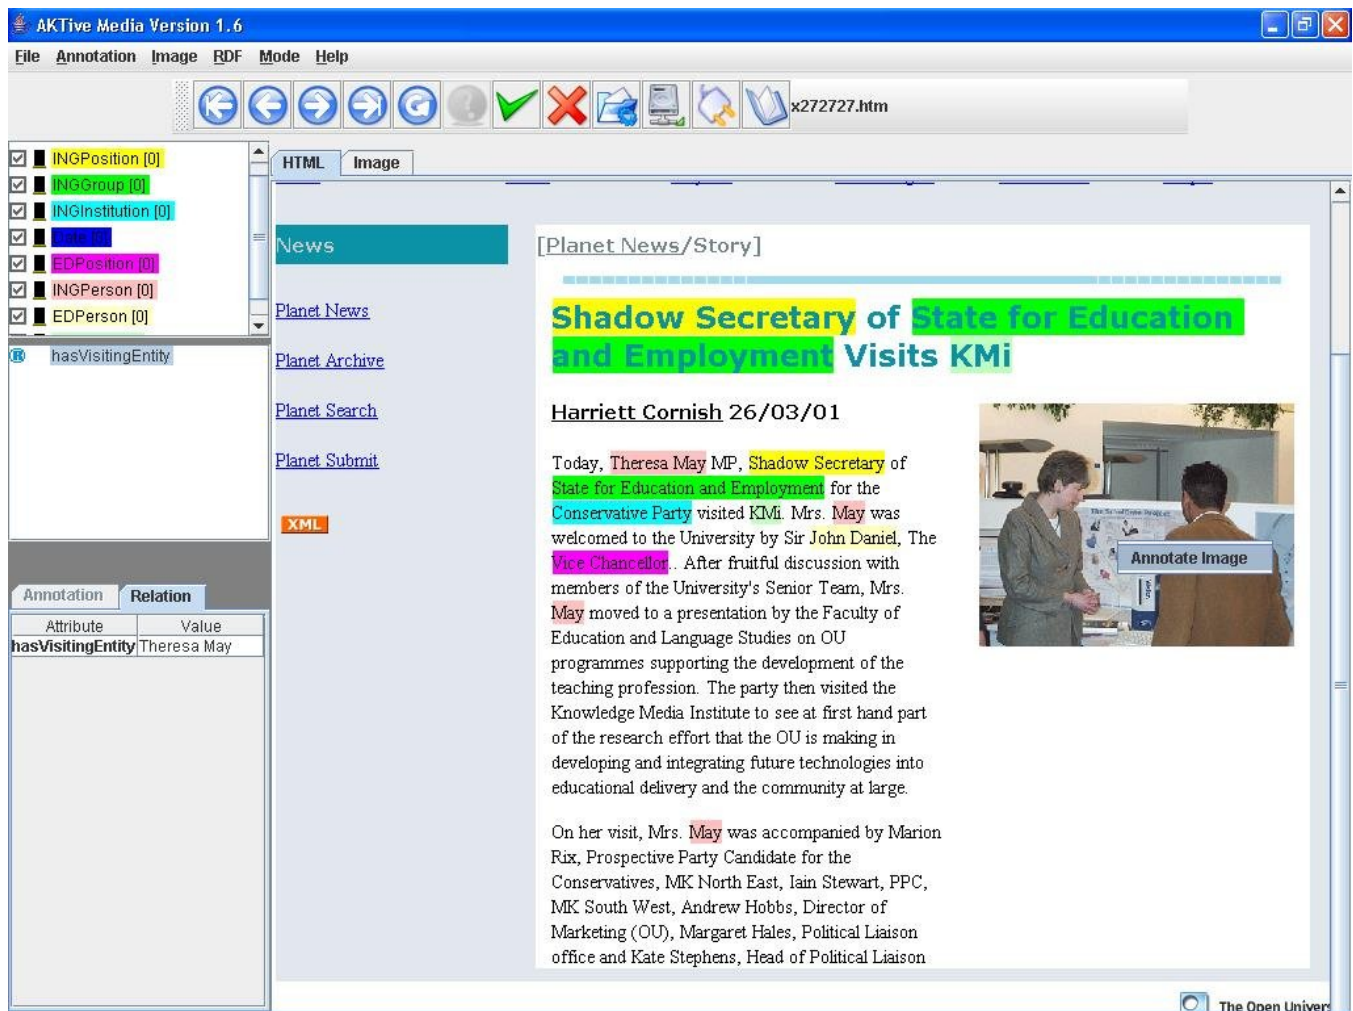 AKTive Media Version 1.6
File Annotation Image RDF Mode Help
x272727.htm
INGPosition [0]
INGGroup [0]
INGInstitution [0]
Date [0]
EDPosition [0]
INGPerson [0]
EDPerson [0]
hasVisitingEntity
Annotation Relation
Attribute Value
hasVisitingEntity Theresa May
HTML Image
News
Planet News
Planet Archive
Planet Search
Planet Submit
XML
[Planet News/Story]
Shadow Secretary of State for Education
and Employment Visits KMi
Harriett Cornish 26/03/01
Today, Theresa May MP, Shadow Secretary of
State for Education and Employment for the
Conservative Party visited KMi. Mrs. May was
welcomed to the University by Sir John Daniel, The
Vice Chancellor.. After fruitful discussion with
members of the University's Senior Team, Mrs.
May moved to a presentation by the Faculty of
Education and Language Studies on OU
programmes supporting the development of the
teaching profession. The party then visited the
Knowledge Media Institute to see at first hand part
of the research effort that the OU is making in
developing and integrating future technologies into
educational delivery and the community at large.
On her visit, Mrs. May was accompanied by Marion
Rix, Prospective Party Candidate for the
Conservatives, MK North East, Iain Stewart, PPC,
MK South West, Andrew Hobbs, Director of
Marketing (OU), Margaret Hales, Political Liaison
office and Kate Stephens, Head of Political Liaison
Annotate Image
The Open Univer